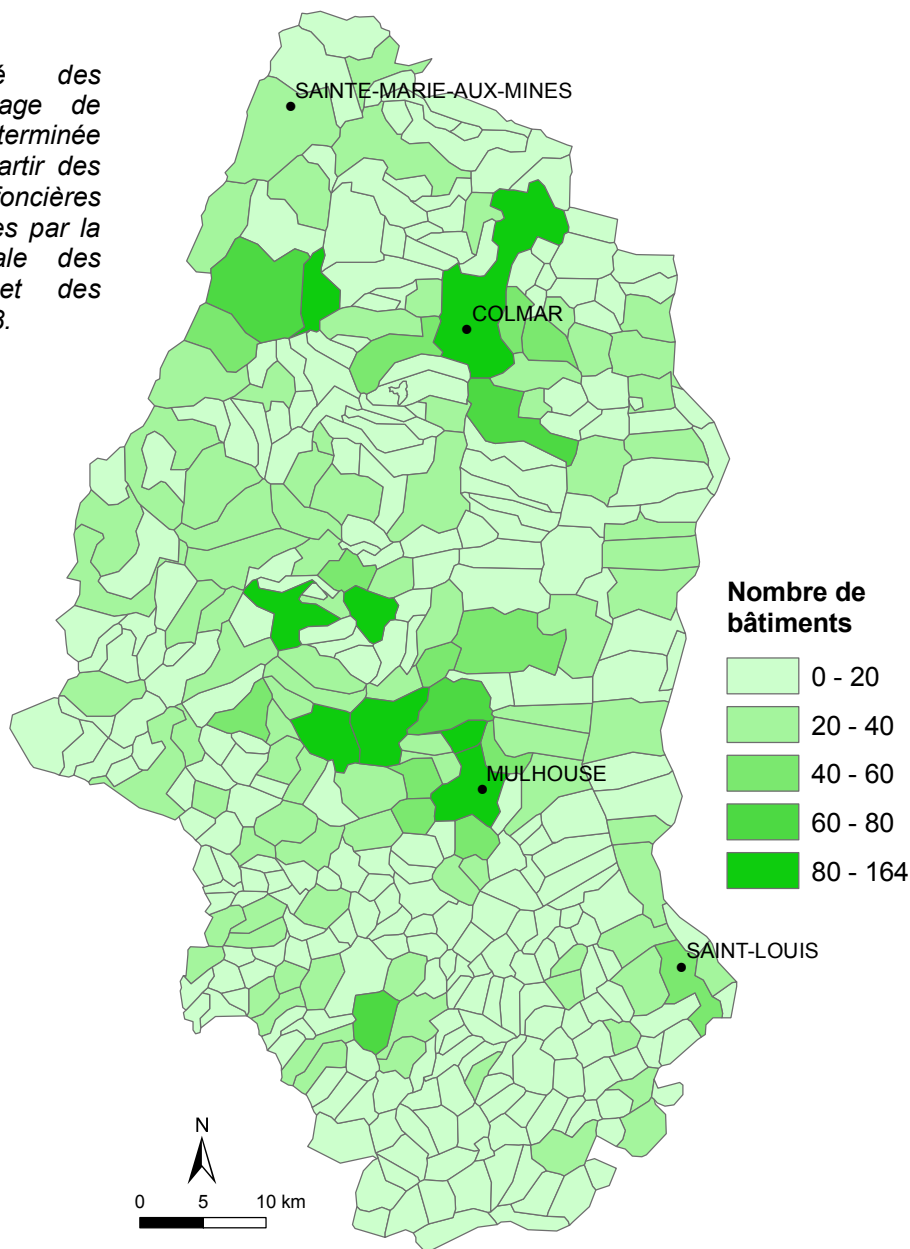 des
age de
terminée
artir des
foncières
es par la
ale des
et des
3.
SAINTE-MARIE-AUX-MINES
COLMAR
MULHOUSE
SAINT-LOUIS
Nombre de
bâtiments
0 - 20
20 - 40
40 - 60
60 - 80
80 - 164
N
0 5 10 km